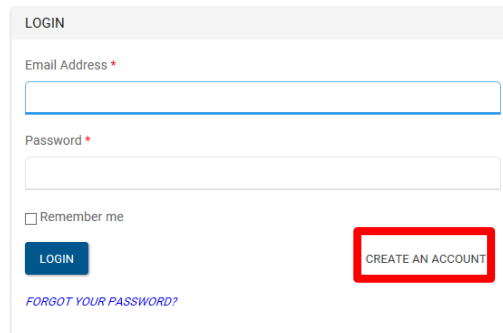 LOGIN
Email Address *
Password *
Remember me
LOGIN CREATE AN ACCOUNT
FORGOT YOUR PASSWORD?